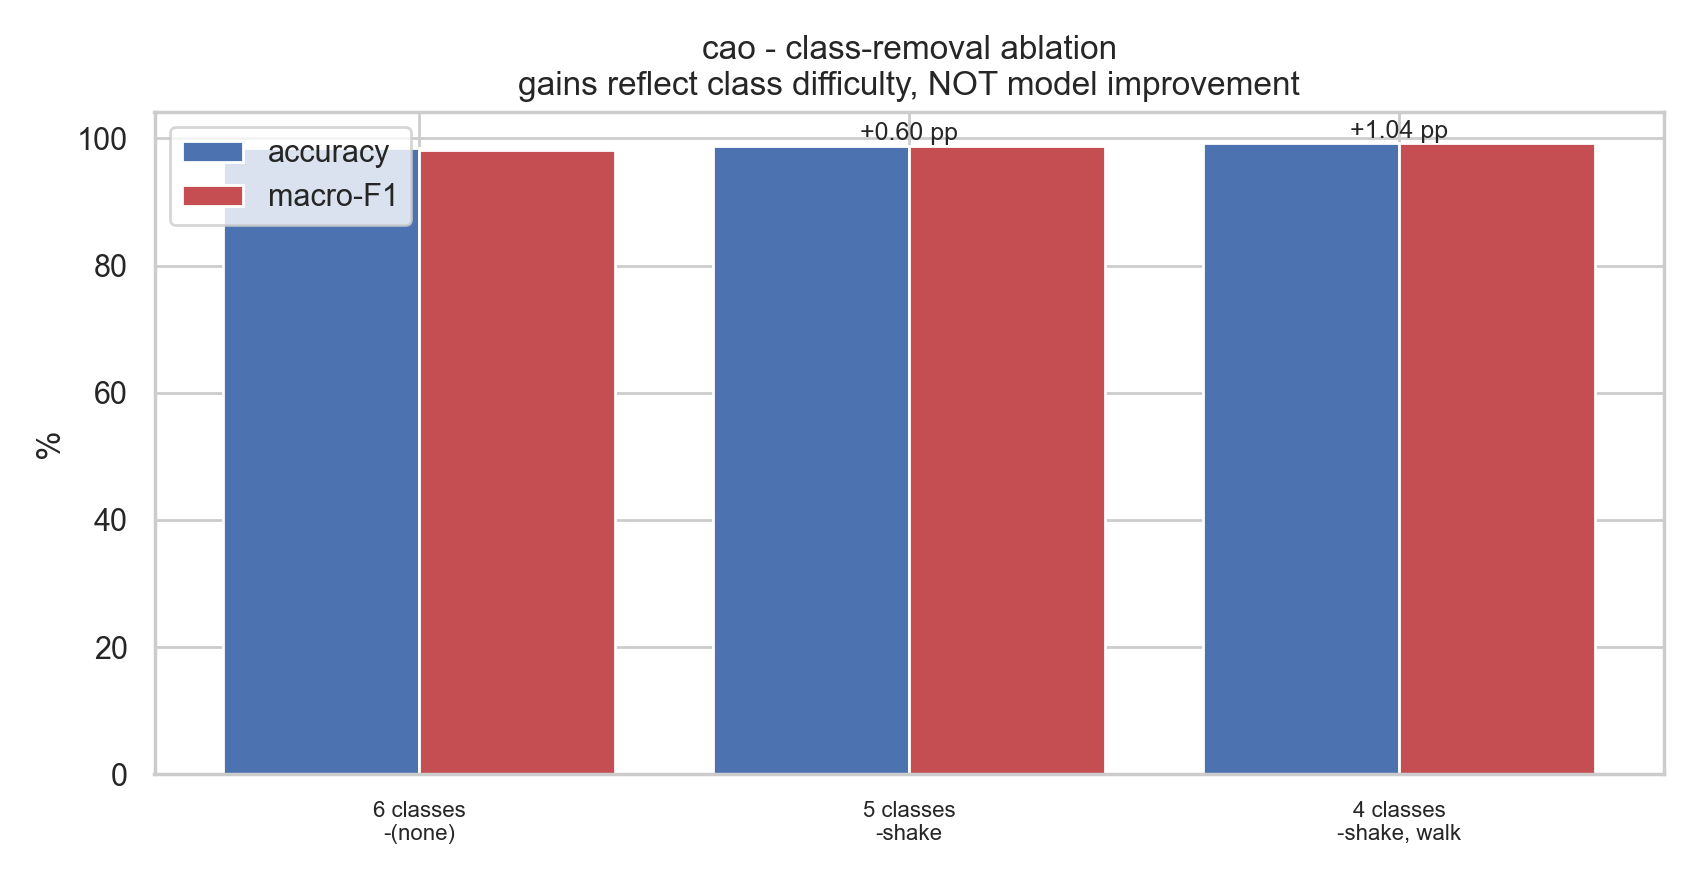 cao - class-removal ablation
gains reflect class difficulty, NOT model improvement
accuracy
macro-F1
+0.60 pp
+1.04 pp
100
80
60
40
20
0
%
6 classes
-(none)
5 classes
-shake
4 classes
-shake, walk